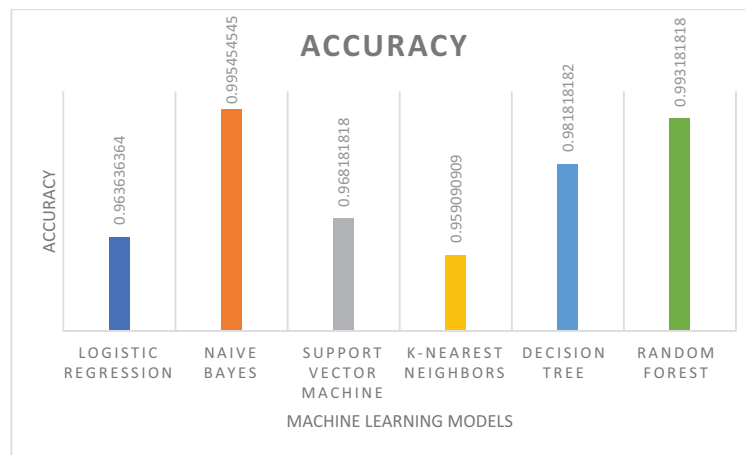 ACCURACY
0.963636364
0.995454545
0.968181818
0.959090909
0.981818182
0.993181818
ACCURACY
LOGISTIC
REGRESSION
NAIVE
BAYES
SUPPORT
VECTOR
MACHINE
K-NEAREST
NEIGHBORS
DECISION
TREE
RANDOM
FOREST
MACHINE LEARNING MODELS